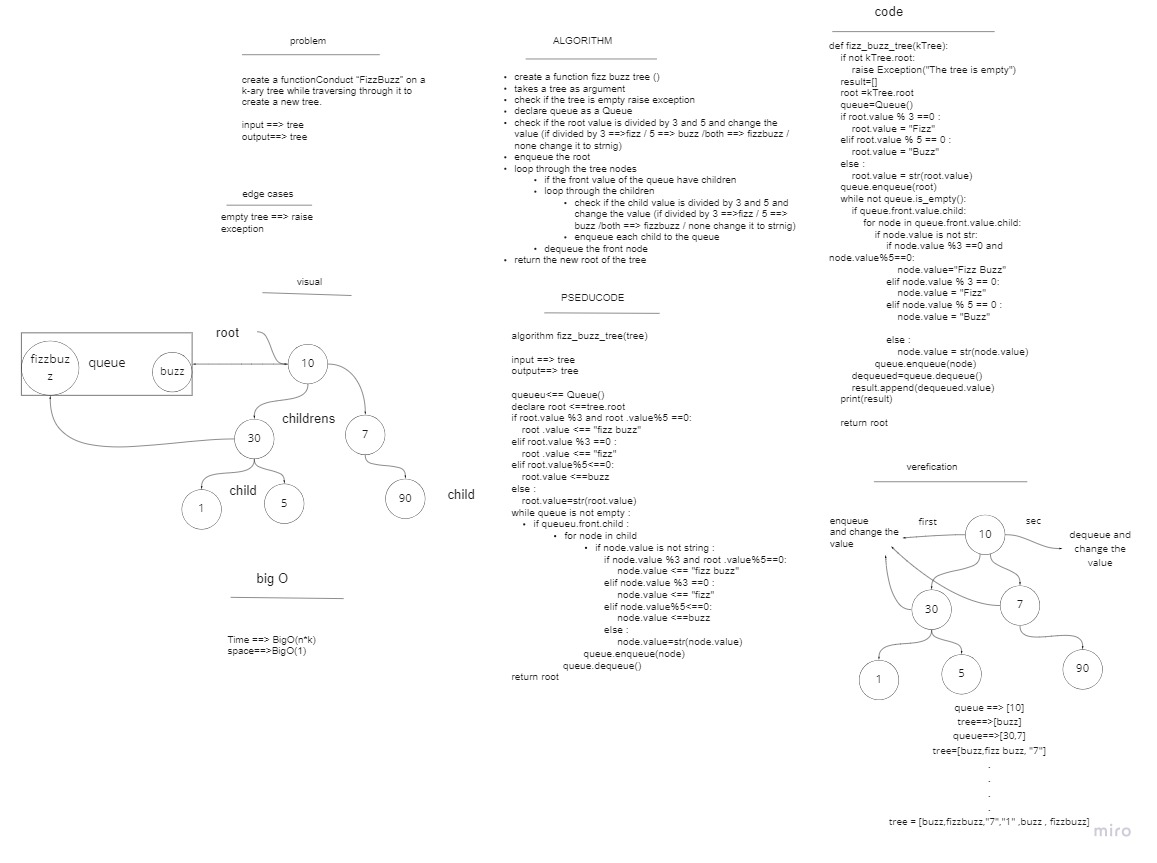 problem
create a functionConduct “FizzBuzz” on a
k-ary tree while traversing through it to
create a new tree.
input ==> tree
output==> tree
edge cases
empty tree ==> raise
exception
visual
root
fizzbuz
z
queue
buzz
10
childrens
30
7
child
1
5
90
child
big O
Time ==> BigO(n*k)
space==>BigO(1)
ALGORITHM
• create a function fizz buzz tree ()
• takes a tree as argument
• check if the tree is empty raise exception
• declare queue as a Queue
• check if the root value is divided by 3 and 5 and change the
value (if divided by 3 ==>fizz / 5 ==> buzz /both ==> fizzbuzz /
none change it to strnig)
• enqueue the root
• loop through the tree nodes
• if the front value of the queue have children
• loop through the children
• check if the child value is divided by 3 and 5 and
change the value (if divided by 3 ==>fizz / 5 ==>
buzz /both ==> fizzbuzz / none change it to strnig)
• enqueue each child to the queue
• dequeue the front node
• return the new root of the tree
PSEDUCODE
algorithm fizz_buzz_tree(tree)
input ==> tree
output==> tree
queueu<== Queue()
declare root <==tree.root
if root.value %3 and root .value%5 ==0:
root .value <== "fizz buzz"
elif root.value %3 ==0 :
root .value <== "fizz"
elif root.value%5<==0:
root.value <==buzz
else :
root.value=str(root.value)
while queue is not empty :
• if queueu.front.child :
• for node in child
• if node.value is not string :
if node.value %3 and root .value%5==0:
node.value <== "fizz buzz"
elif node.value %3 ==0 :
node.value <== "fizz"
elif node.value%5<==0:
node.value <==buzz
else :
node.value=str(node.value)
queue.enqueue(node)
queue.dequeue()
return root
code
def fizz_buzz_tree(kTree):
if not kTree.root:
raise Exception("The tree is empty")
result=[]
root =kTree.root
queue=Queue()
if root.value % 3 ==0 :
root.value = "Fizz"
elif root.value % 5 == 0 :
root.value = "Buzz"
else :
root.value = str(root.value)
queue.enqueue(root)
while not queue.is_empty():
if queue.front.value.child:
for node in queue.front.value.child:
if node.value is not str:
if node.value %3 ==0 and
node.value%5==0:
node.value="Fizz Buzz"
elif node.value % 3 == 0:
node.value = "Fizz"
elif node.value % 5 == 0 :
node.value = "Buzz"
else :
node.value = str(node.value)
queue.enqueue(node)
dequeued=queue.dequeue()
result.append(dequeued.value)
print(result)
return root
verefication
enqueue
and change the
value
first
10
sec
dequeue and
change the
value
30
7
1
5
90
queue ==> [10]
tree==>[buzz]
queue==>[30,7]
tree=[buzz,fizz buzz, "7"]
.
.
.
.
tree = [buzz,fizzbuzz,"7","1" ,buzz , fizzbuzz]
miro